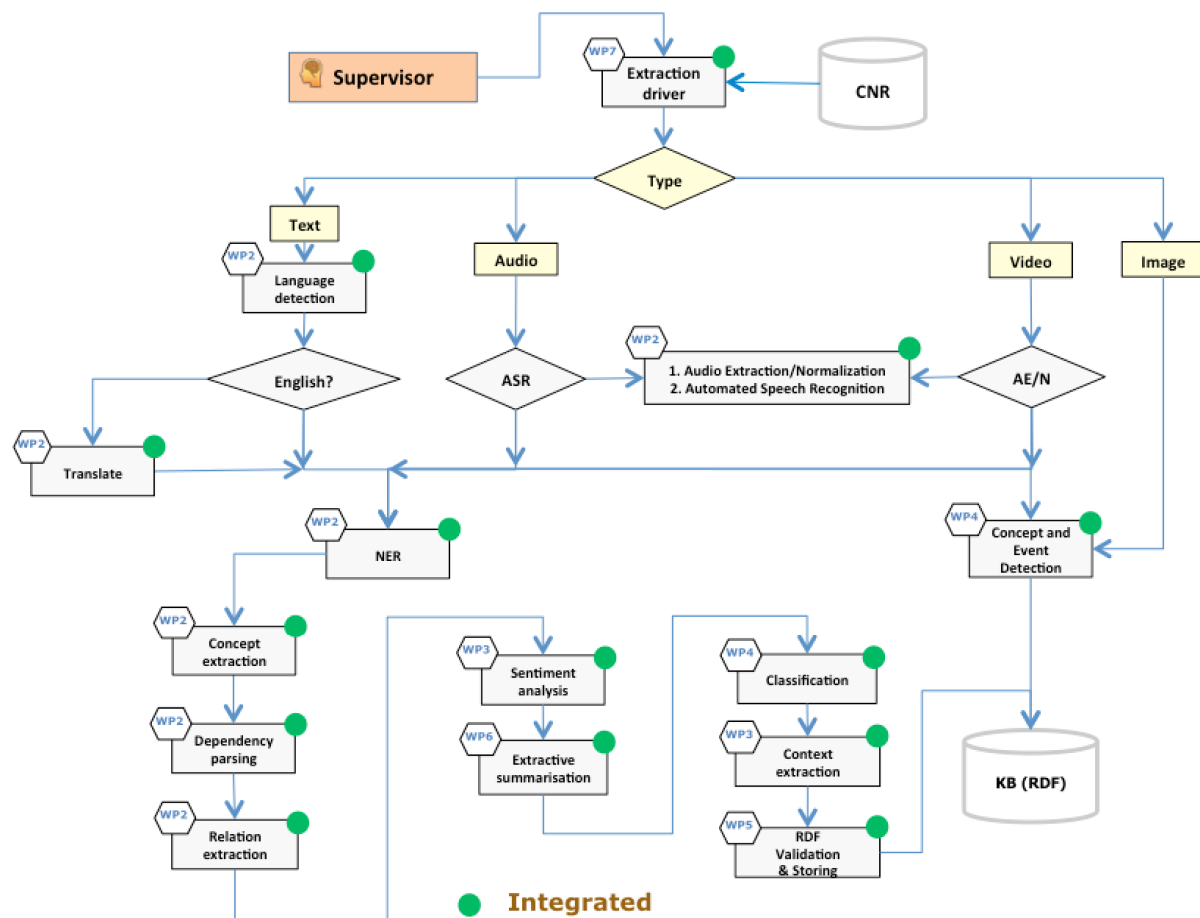 WP7
Supervisor
Extraction
driver
CNR
Type
Text
WP2
Language
detection
Audio
Video
Image
English?
ASR
WP2
1. Audio Extraction/Normalization
2. Automated Speech Recognition
AE/N
WP2
Translate
WP2
NER
WP4
Concept and
Event
Detection
WP2
Concept
extraction
WP2
Dependency
parsing
WP2
Relation
extraction
WP3
Sentiment
analysis
WP6
Extractive
summarisation
WP4
Classification
WP3
Context
extraction
WP5
RDF
Validation
& Storing
KB (RDF)
Integrated